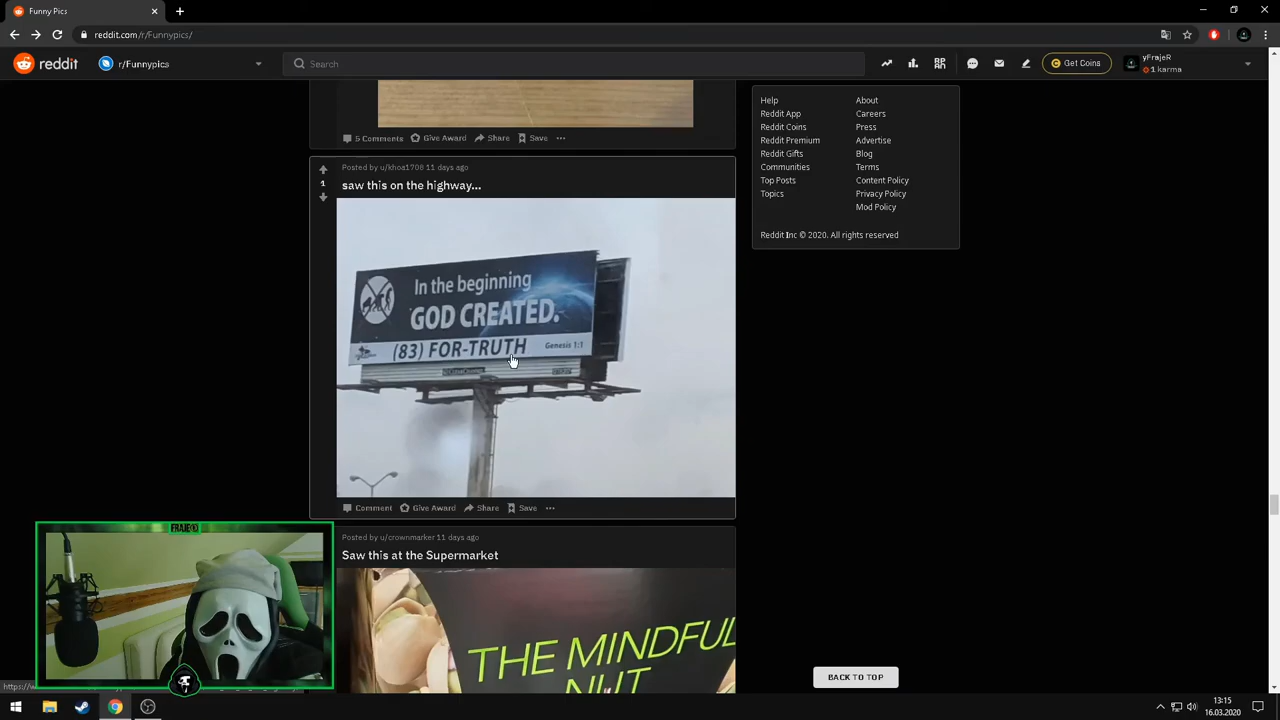 Funny Pics
reddit.com/r/Funnypics/
reddit
r/Funnypics
Search
Get Coins
yFrajeR
1 karma
5 Comments
Give Award
Share
Save
Help
About
Reddit App
Careers
Reddit Coins
Press
Reddit Premium
Advertise
Reddit Gifts
Blog
Communities
Terms
Top Posts
Content Policy
Topics
Privacy Policy
Mod Policy
Reddit Inc © 2020. All rights reserved
Posted by u/khoa1708 11 days ago
1
saw this on the highway...
In the beginning
GOD CREATED.
(83) FOR-TRUTH
Genesis 1:1
Comment
Give Award
Share
Save
Posted by u/crownmarker 11 days ago
Saw this at the Supermarket
THE MINDFUL
NUT
BACK TO TOP
13:15
16.03.2020